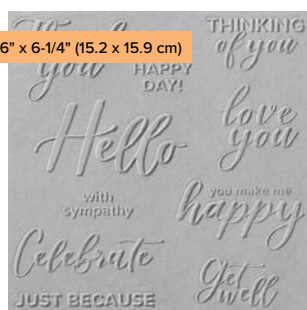 Thank
you
6" x 6-1/4" (15.2 x 15.9 cm)
HAPPY
DAY!
THINKING
of you
Hello
love
you
with
sympathy
you make me
happy
Celebrate
Get
well
JUST BECAUSE